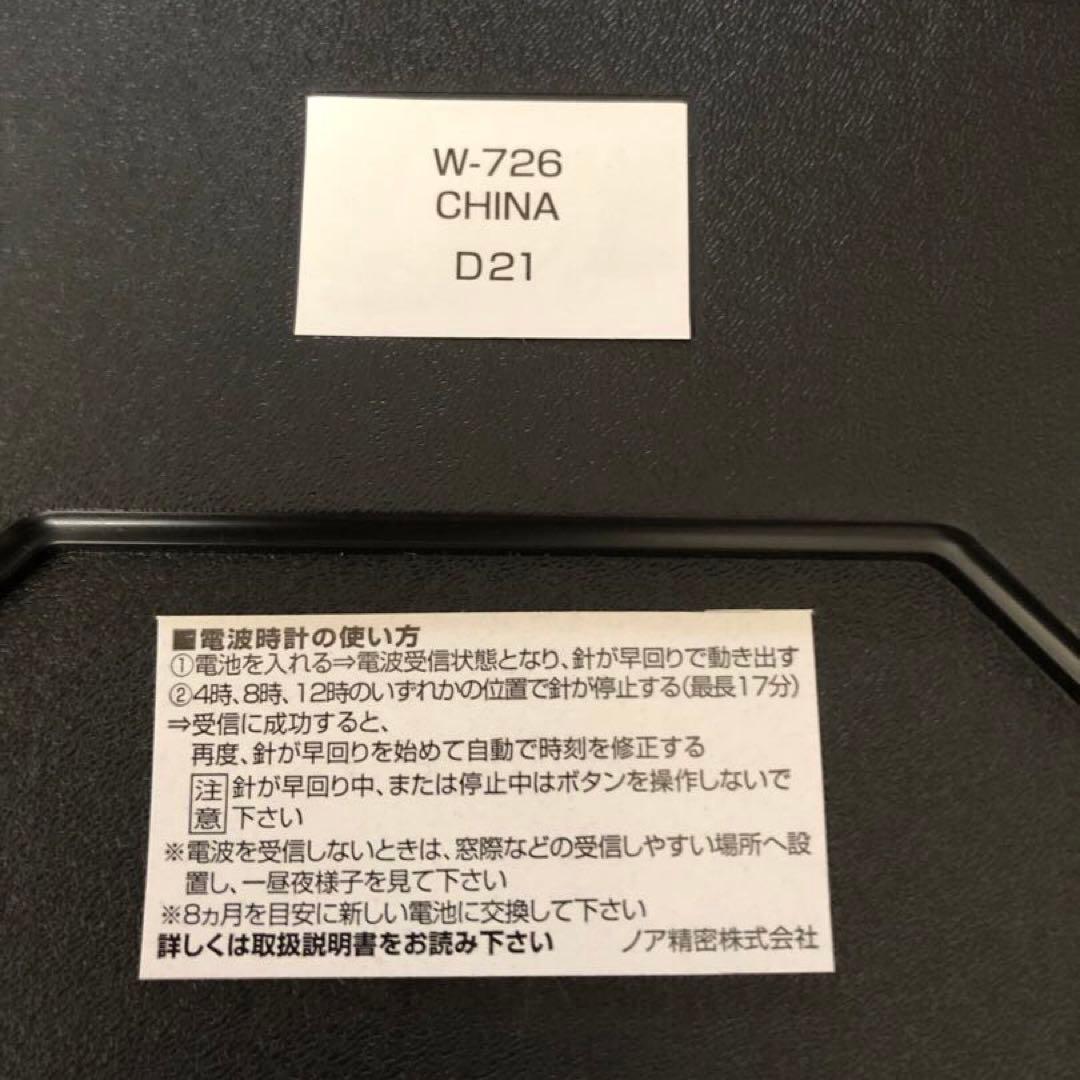 W-726
CHINA
D21
■電波時計の使い方
①電池を入れる⇒電波受信状態となり、針が早回りで動き出す
②4時、8時、12時のいずれかの位置で針が停止する(最長17分)
⇒受信に成功すると、
再度、針が早回りを始めて自動で時刻を修正する
注意 針が早回り中、または停止中はボタンを操作しないで
下さい
※電波を受信しないときは、窓際などの受信しやすい場所へ設
置し、一昼夜様子を見て下さい
※8ヵ月を目安に新しい電池に交換して下さい
詳しくは取扱説明書をお読み下さい ノア精密株式会社